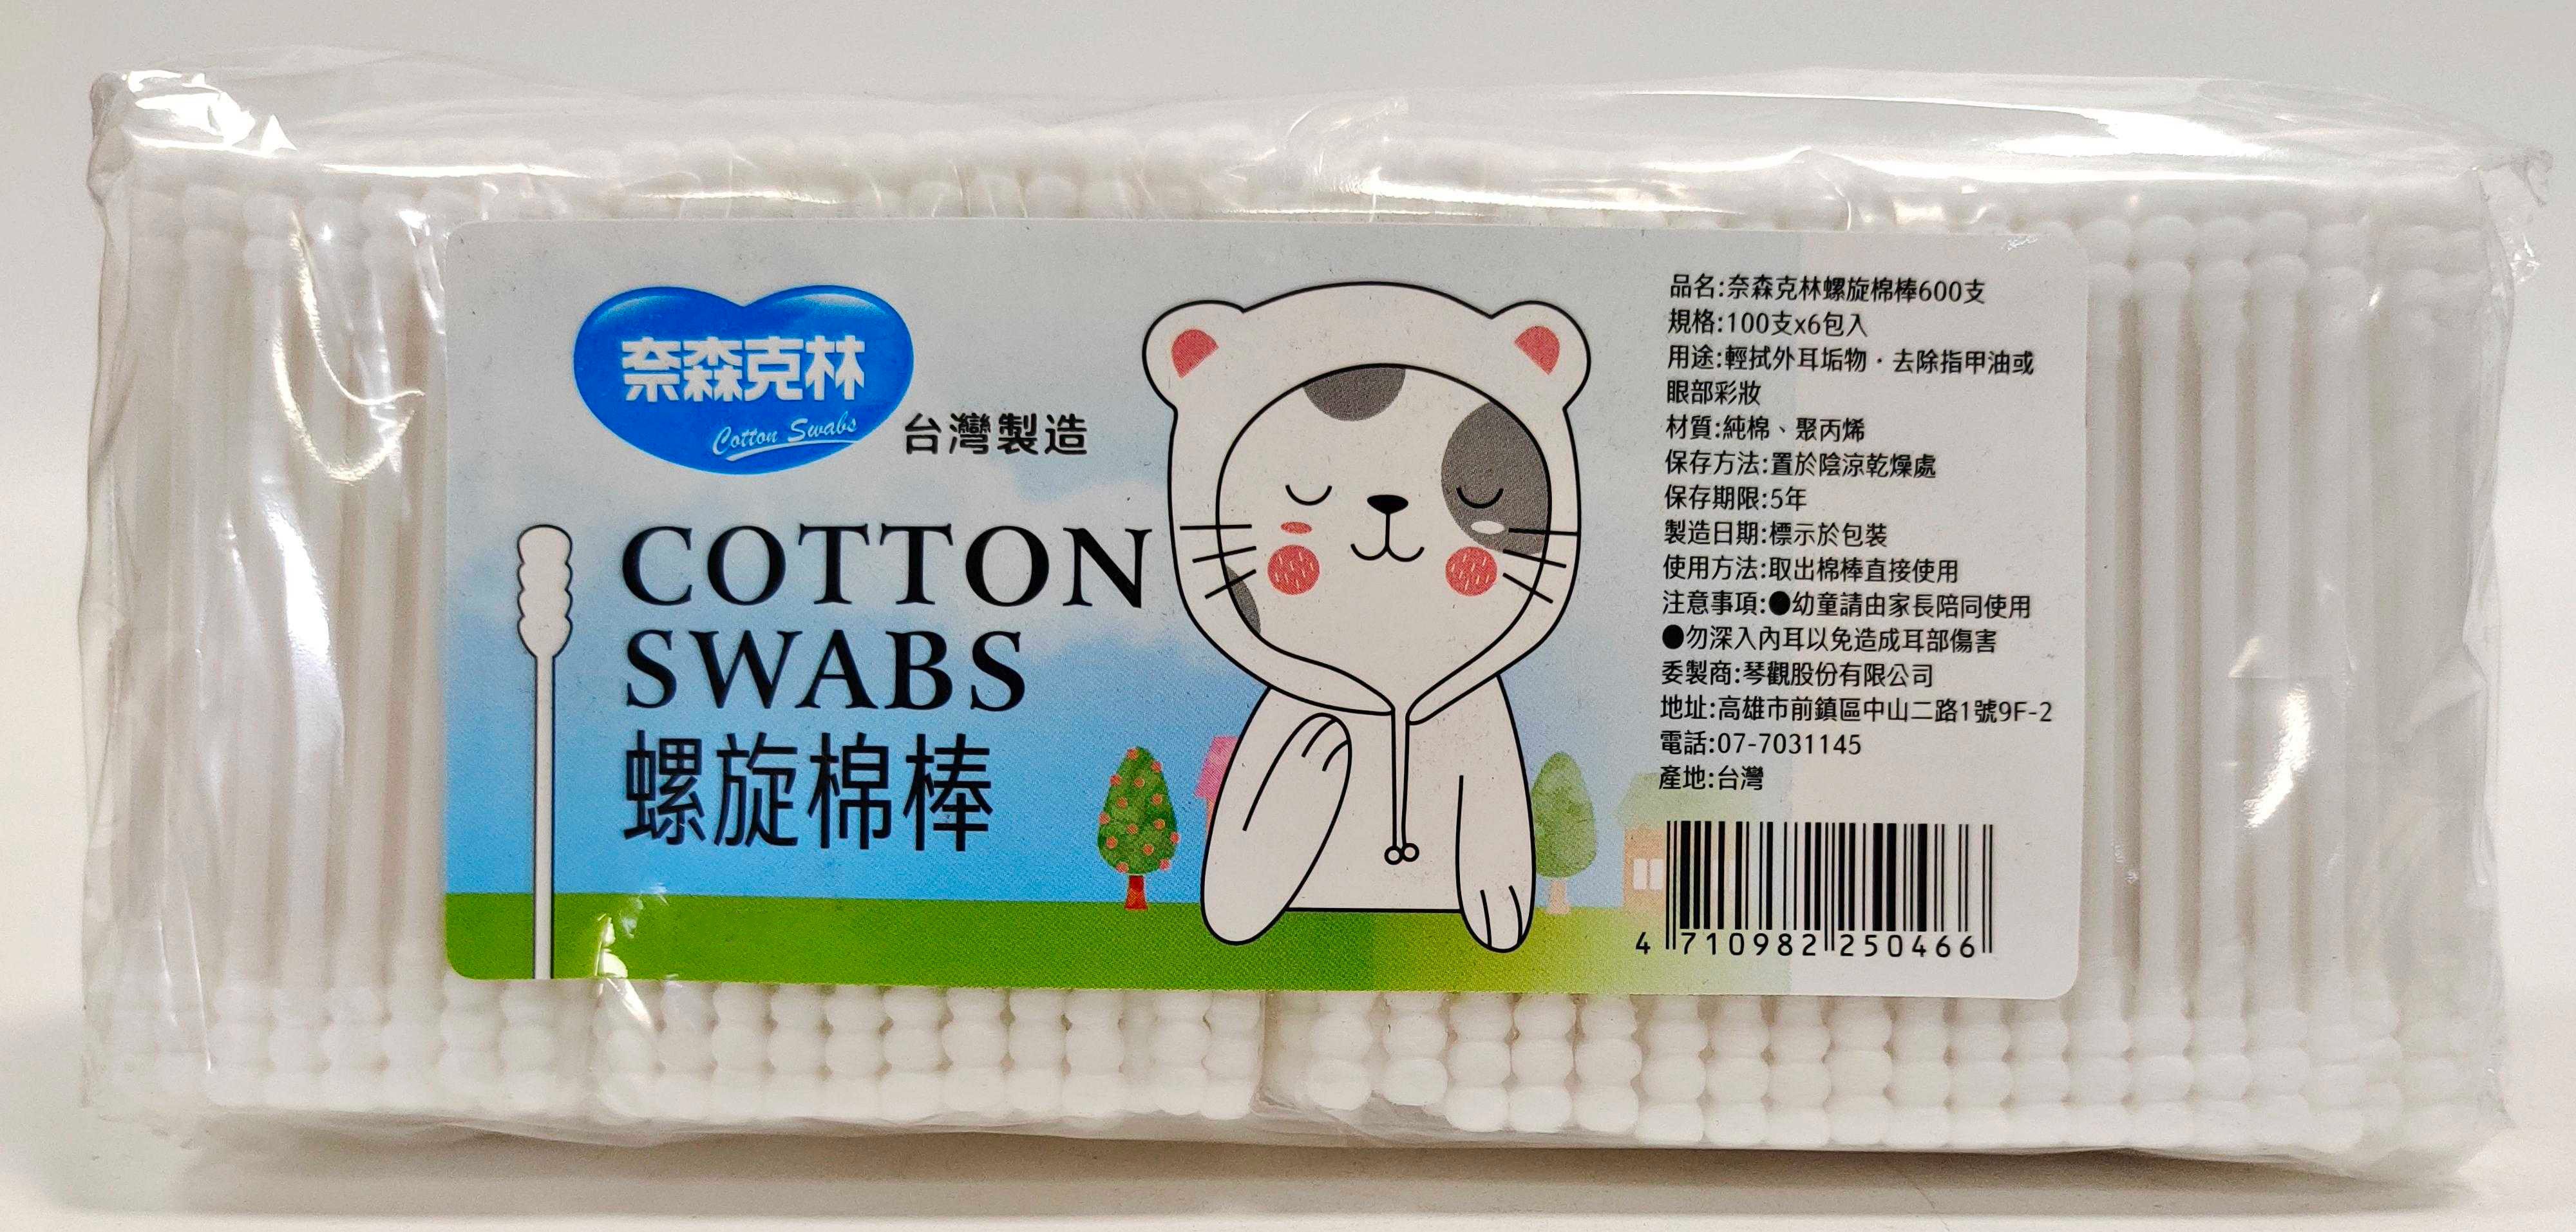 奈森克林
Cotton Swabs
台灣製造
COTTON
SWABS
螺旋棉棒
品名:奈森克林螺旋棉棒600支
規格:100支x6包入
用途:輕拭外耳垢物・去除指甲油或
眼部彩妝
材質:純棉、聚丙烯
保存方法:置於陰涼乾燥處
保存期限:5年
製造日期:標示於包裝
使用方法:取出棉棒直接使用
注意事項:●幼童請由家長陪同使用
●勿深入內耳以免造成耳部傷害
委製商:琴觀股份有限公司
地址:高雄市前鎮區中山二路1號9F-2
電話:07-7031145
產地:台灣
4 710982 250466